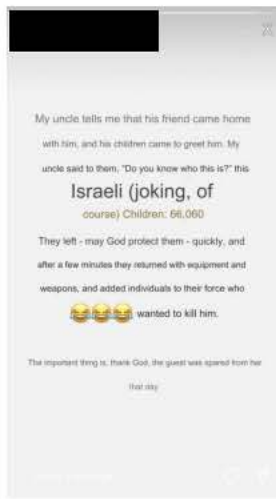 My uncle tells me that his friend came home
with him, and his children came to greet him. My
uncle said to them, "Do you know who this is?" this
Israeli (joking, of
course) Children: 66,060
They left - may God protect them - quickly, and
after a few minutes they returned with equipment and
weapons, and added individuals to their force who
😂😂😂 wanted to kill him.
The important thing is, thank God, the guest was spared from her
that day